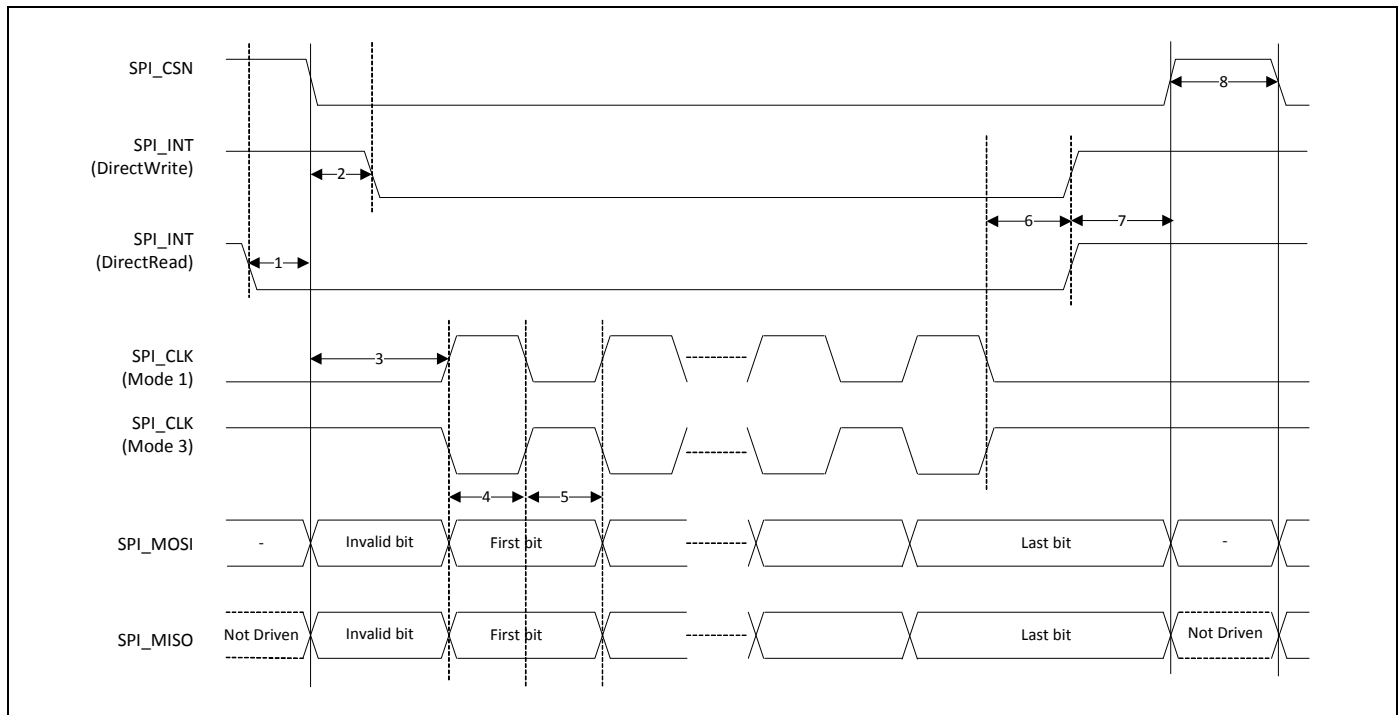 SPI_CSN
8
SPI_INT
(DirectWrite)
2
6
7
SPI_INT
(DirectRead)
1
SPI_CLK
(Mode 1)
3
SPI_CLK
(Mode 3)
4
5
SPI_MOSI
-
Invalid bit
First bit
Last bit
-
SPI_MISO
Not Driven
Invalid bit
First bit
Last bit
Not Driven